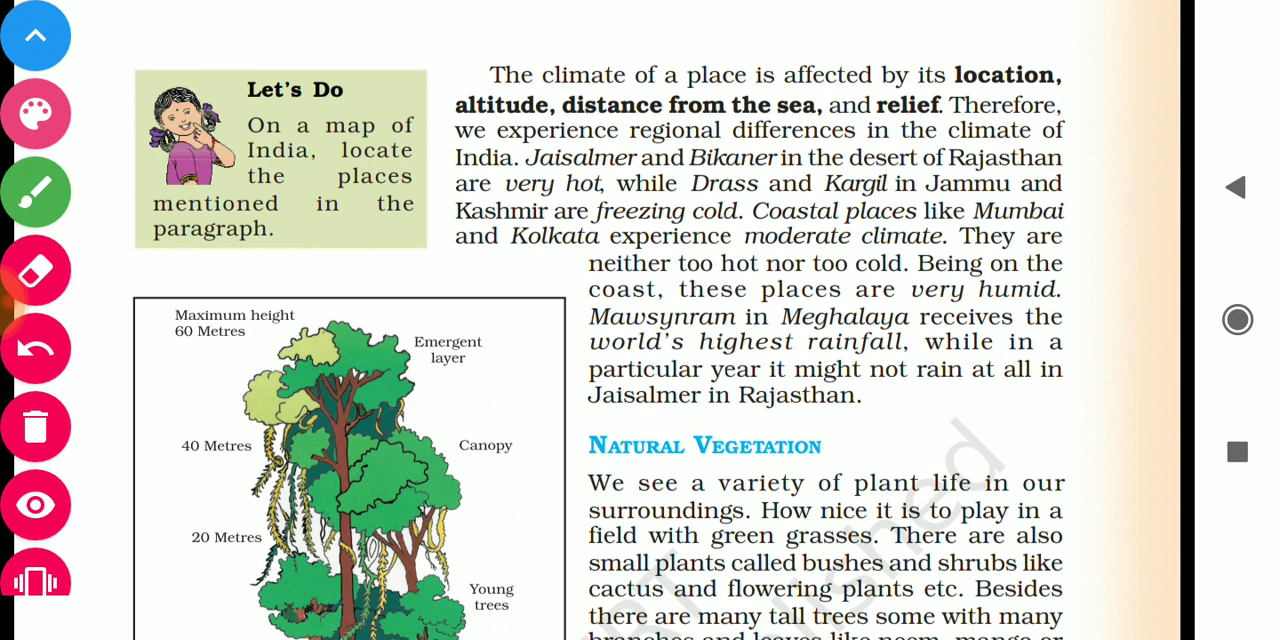 Let's Do
On a map of
India, locate
the places
mentioned in the
paragraph.
The climate of a place is affected by its location,
altitude, distance from the sea, and relief. Therefore,
we experience regional differences in the climate of
India. Jaisalmer and Bikaner in the desert of Rajasthan
are very hot, while Drass and Kargil in Jammu and
Kashmir are freezing cold. Coastal places like Mumbai
and Kolkata experience moderate climate. They are
neither too hot nor too cold. Being on the
coast, these places are very humid.
Mawsynram in Meghalaya receives the
world's highest rainfall, while in a
particular year it might not rain at all in
Jaisalmer in Rajasthan.
Maximum height
60 Metres
Emergent
layer
40 Metres
Canopy
20 Metres
Young
trees
NATURAL VEGETATION
We see a variety of plant life in our
surroundings. How nice it is to play in a
field with green grasses. There are also
small plants called bushes and shrubs like
cactus and flowering plants etc. Besides
there are many tall trees some with many
branches and leaves like neem, mango or